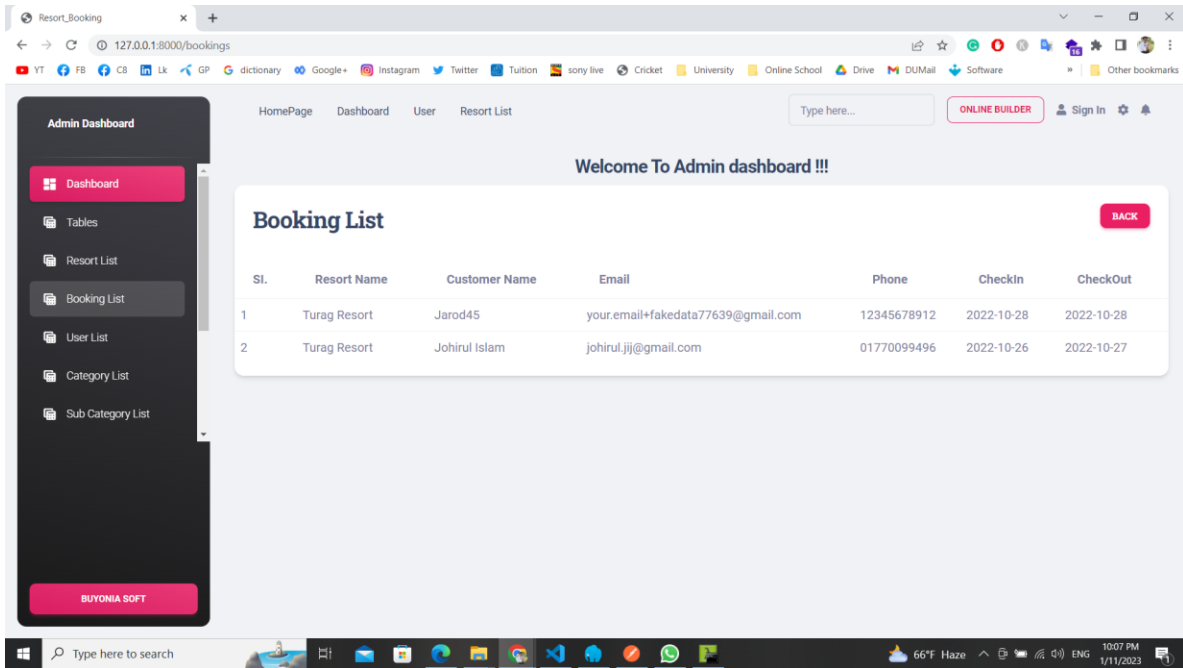 Resort_Booking
127.0.0.1:8000/bookings
YT FB C8 Lk GP dictionary Google+ Instagram Twitter Tuition sony live Cricket University Online School Drive DUMail Software » Other bookmarks
16
Admin Dashboard
HomePage Dashboard User Resort List Type here... ONLINE BUILDER Sign In
Welcome To Admin dashboard !!!
Dashboard
Tables
Resort List
Booking List
User List
Category List
Sub Category List
BUYONIA SOFT
Booking List BACK
Sl. Resort Name Customer Name Email Phone CheckIn CheckOut
1 Turag Resort Jarod45 your.email+fakedata77639@gmail.com 12345678912 2022-10-28 2022-10-28
2 Turag Resort Johirul Islam johirul.jij@gmail.com 01770099496 2022-10-26 2022-10-27
Type here to search
66°F Haze ENG 10:07 PM
1/11/2023